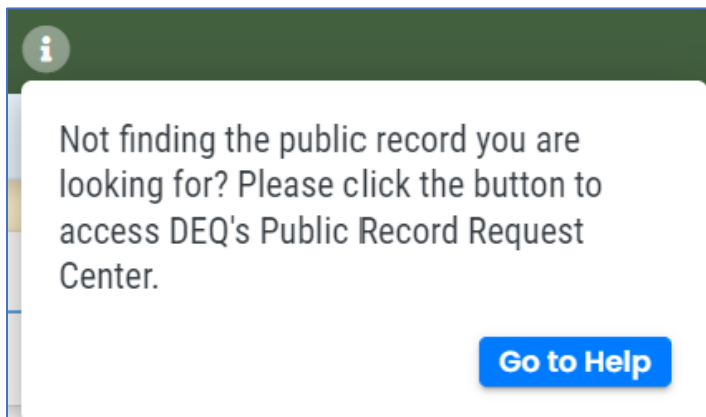 i
Not finding the public record you are
looking for? Please click the button to
access DEQ's Public Record Request
Center.
Go to Help